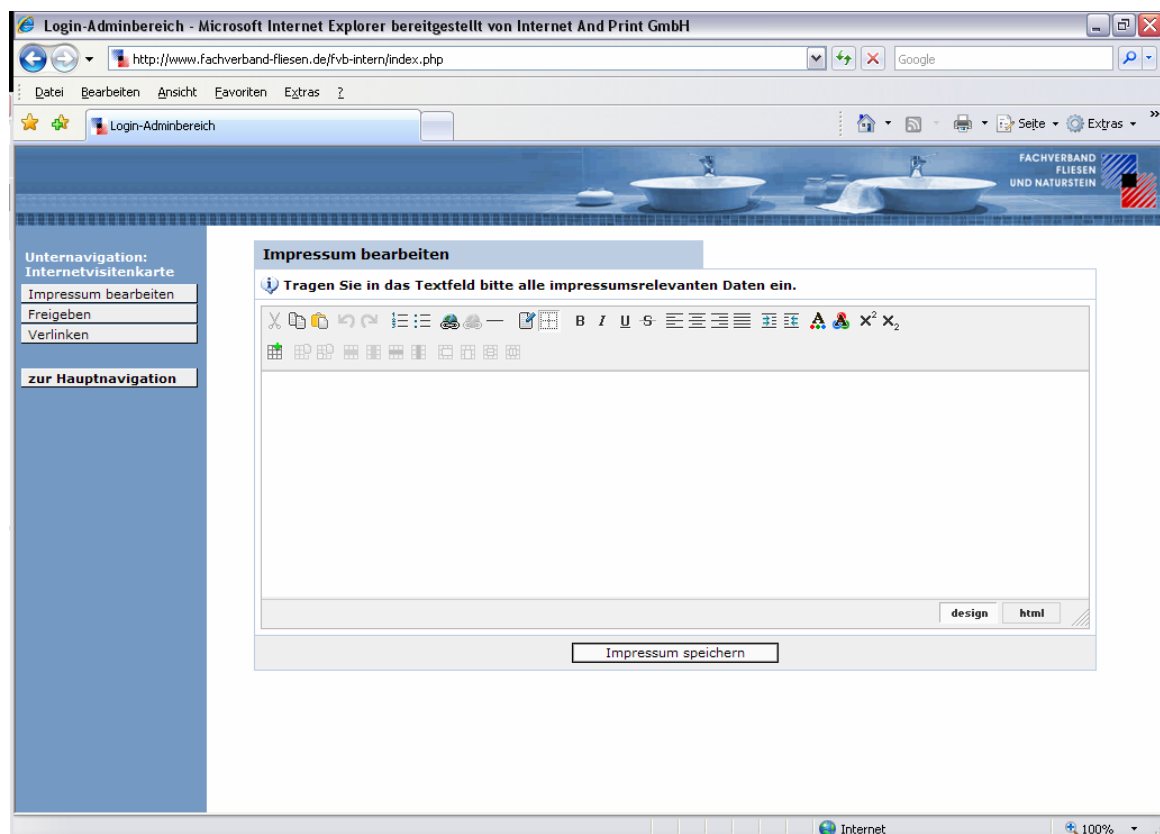 Login-Adminbereich - Microsoft Internet Explorer bereitgestellt von Internet And Print GmbH
http://www.fachverband-fliesen.de/fvb-intern/index.php
Google
Datei Bearbeiten Ansicht Favoriten Extras ?
Login-Adminbereich
Seite Extras »
FACHVERBAND
FLIESEN
UND NATURSTEIN
Unternavigation:
Internetvisitenkarte
Impressum bearbeiten
Freigeben
Verlinken
zur Hauptnavigation
Impressum bearbeiten
Tragen Sie in das Textfeld bitte alle impressumsrelevanten Daten ein.
B I U S A A x² x₂
design html
Impressum speichern
Internet 100%